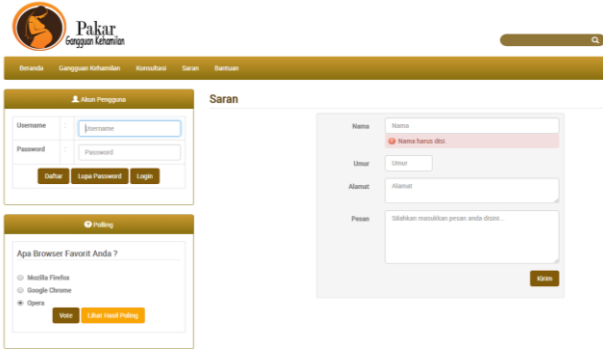 Pakar
Gangguan Kehamilan
Beranda Gangguan Kehamilan Konsultasi Saran Bantuan
Akun Pengguna
Username : Username
Password : Password
Daftar Lupa Password Login
Polling
Apa Browser Favorit Anda ?
Mozilla Firefox
Google Chrome
Opera
Vote Lihat Hasil Poling
Saran
Nama Nama
Nama harus diisi.
Umur Umur
Alamat Alamat
Pesan Silahkan masukkan pesan anda disini...
Kirim